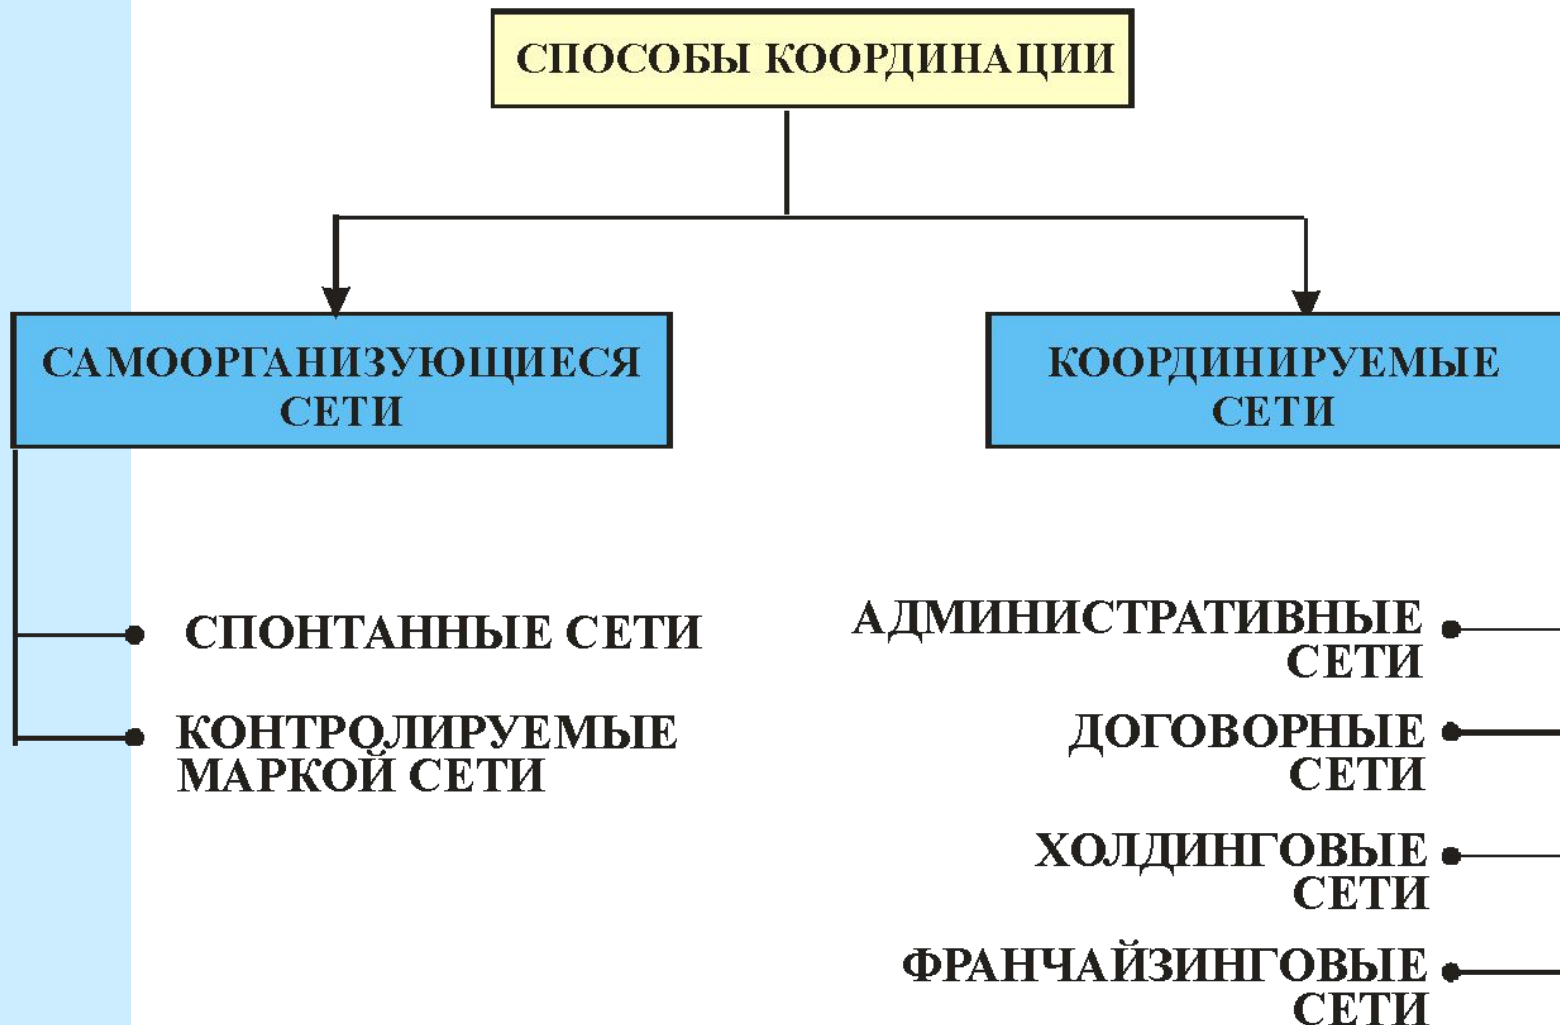 СПОСОБЫ КООРДИНАЦИИ
САМООРГАНИЗУЮЩИЕСЯ
СЕТИ
КООРДИНИРУЕМЫЕ
СЕТИ
СПОНТАННЫЕ СЕТИ
КОНТРОЛИРУЕМЫЕ
МАРКОЙ СЕТИ
АДМИНИСТРАТИВНЫЕ
СЕТИ
ДОГОВОРНЫЕ
СЕТИ
ХОЛДИНГОВЫЕ
СЕТИ
ФРАНЧАЙЗИНГОВЫЕ
СЕТИ